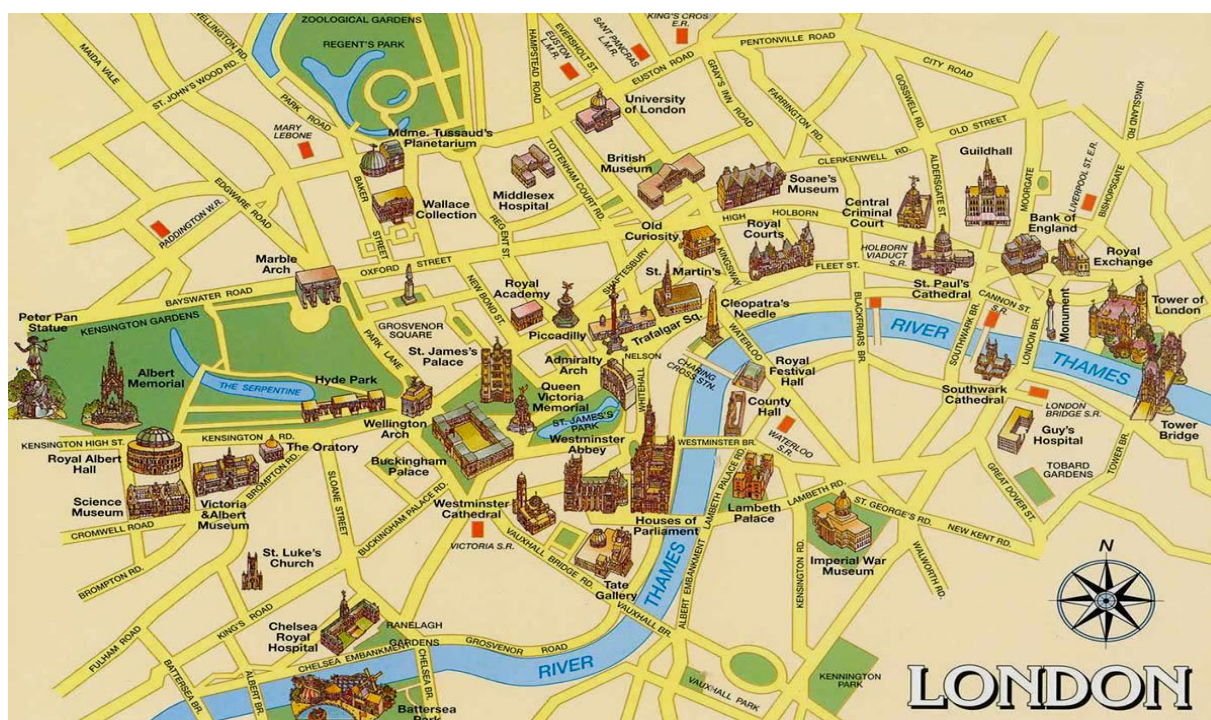 ZOOLOGICAL GARDENS
REGENT'S PARK
WELLINGTON RD.
MAIDA VALE
ST. JOHN'S WOOD RD.
PARK ROAD
MARY
LEBONE
HAMPSTEAD ROAD
EVERSHOLT ST.
EUSTON
L.M.R.
SANT PANCRAS
L.M.R.
KING'S CROS
E.R.
EUSTON ROAD
PENTONVILLE ROAD
CITY ROAD
GRAY'S INN ROAD
FARRINGTON RD.
GOSSWELL RD.
OLD STREET
KINGSLAND RD
University
of London
Mdme. Tussaud's
Planetarium
BAKER
STREET
Wallace
Collection
Middlesex
Hospital
TOTTENHAM COURT RD.
British
Museum
Soane's
Museum
CLERKENWELL RD.
ALDERSGATE ST.
Guildhall
MOORGATE
LIVERPOOL ST. E.R.
BISHOPSGATE
EDGWARE ROAD
PADDINGTON W.R.
Central
Criminal
Court
Bank of
England
Royal
Exchange
HIGH HOLBORN
Old
Curiosity
Royal
Courts
KINGSWAY
FLEET ST.
HOLBORN
VIADUCT
S.R.
St. Paul's
Cathedral
CANNON ST.
S.R.
Marble
Arch
OXFORD STREET
REGENT ST.
NEW BOND ST.
SHAFTESBURY
St.
Martin's
Royal
Academy
Piccadilly
Trafalgar Sq.
Cleopatra's
Needle
BAYSWATER ROAD
Peter Pan
Statue
KENSINGTON GARDENS
GROSVENOR
SQUARE
PARK LANE
St. James's
Palace
Admiralty
Arch
NELSON
WHITEHALL
CHARING
CROSS STN.
WATERLOO
BLACKFRIARS BR.
RIVER
THAMES
SOUTHWARK BR.
LONDON BR.
Monument
Tower of
London
Albert
Memorial
THE SERPENTINE
Hyde Park
Queen
Victoria
Memorial
ST. JAMES'S
PARK
Royal
Festival
Hall
County
Hall
WATERLOO
S.R.
Southwark
Cathedral
LONDON
BRIDGE S.R.
Guy's
Hospital
Tower
Bridge
TOWER BR.
TOBARD
GARDENS
GREAT DOVER ST.
Wellington
Arch
Buckingham
Palace
Westminster
Abbey
WESTMINSTER BR.
KENSINGTON HIGH ST.
KENSINGTON RD.
Royal Albert
Hall
The Oratory
BROMPTON RD.
Science
Museum
Victoria
&Albert
Museum
SLOANE STREET
CROMWELL ROAD
BUCKINGHAM PALACE RD.
Westminster
Cathedral
VICTORIA S.R.
VAUXHALL BRIDGE RD.
Houses of
Parliament
LAMBETH PALACE RD
Lambeth
Palace
LAMBETH RD.
ST. GEORGE'S RD.
NEW KENT RD.
WALWORTH RD.
Imperial War
Museum
KENSINGTON RD.
Tate
Gallery
THAMES
ALBERT EMBANKMENT
VAUXHALL BR.
St. Luke's
Church
BROMPTON RD.
FULHAM ROAD
KING'S ROAD
Chelsea
Royal
Hospital
RANELAGH
GARDENS
CHELSEA EMBANKMENT
GROSVENOR ROAD
RIVER
BATTERSEA BR.
ALBERT BR.
CHELSEA BR.
Battersea
Park
VAUXHALL PARK
KENNINGTON
PARK
N
LONDON